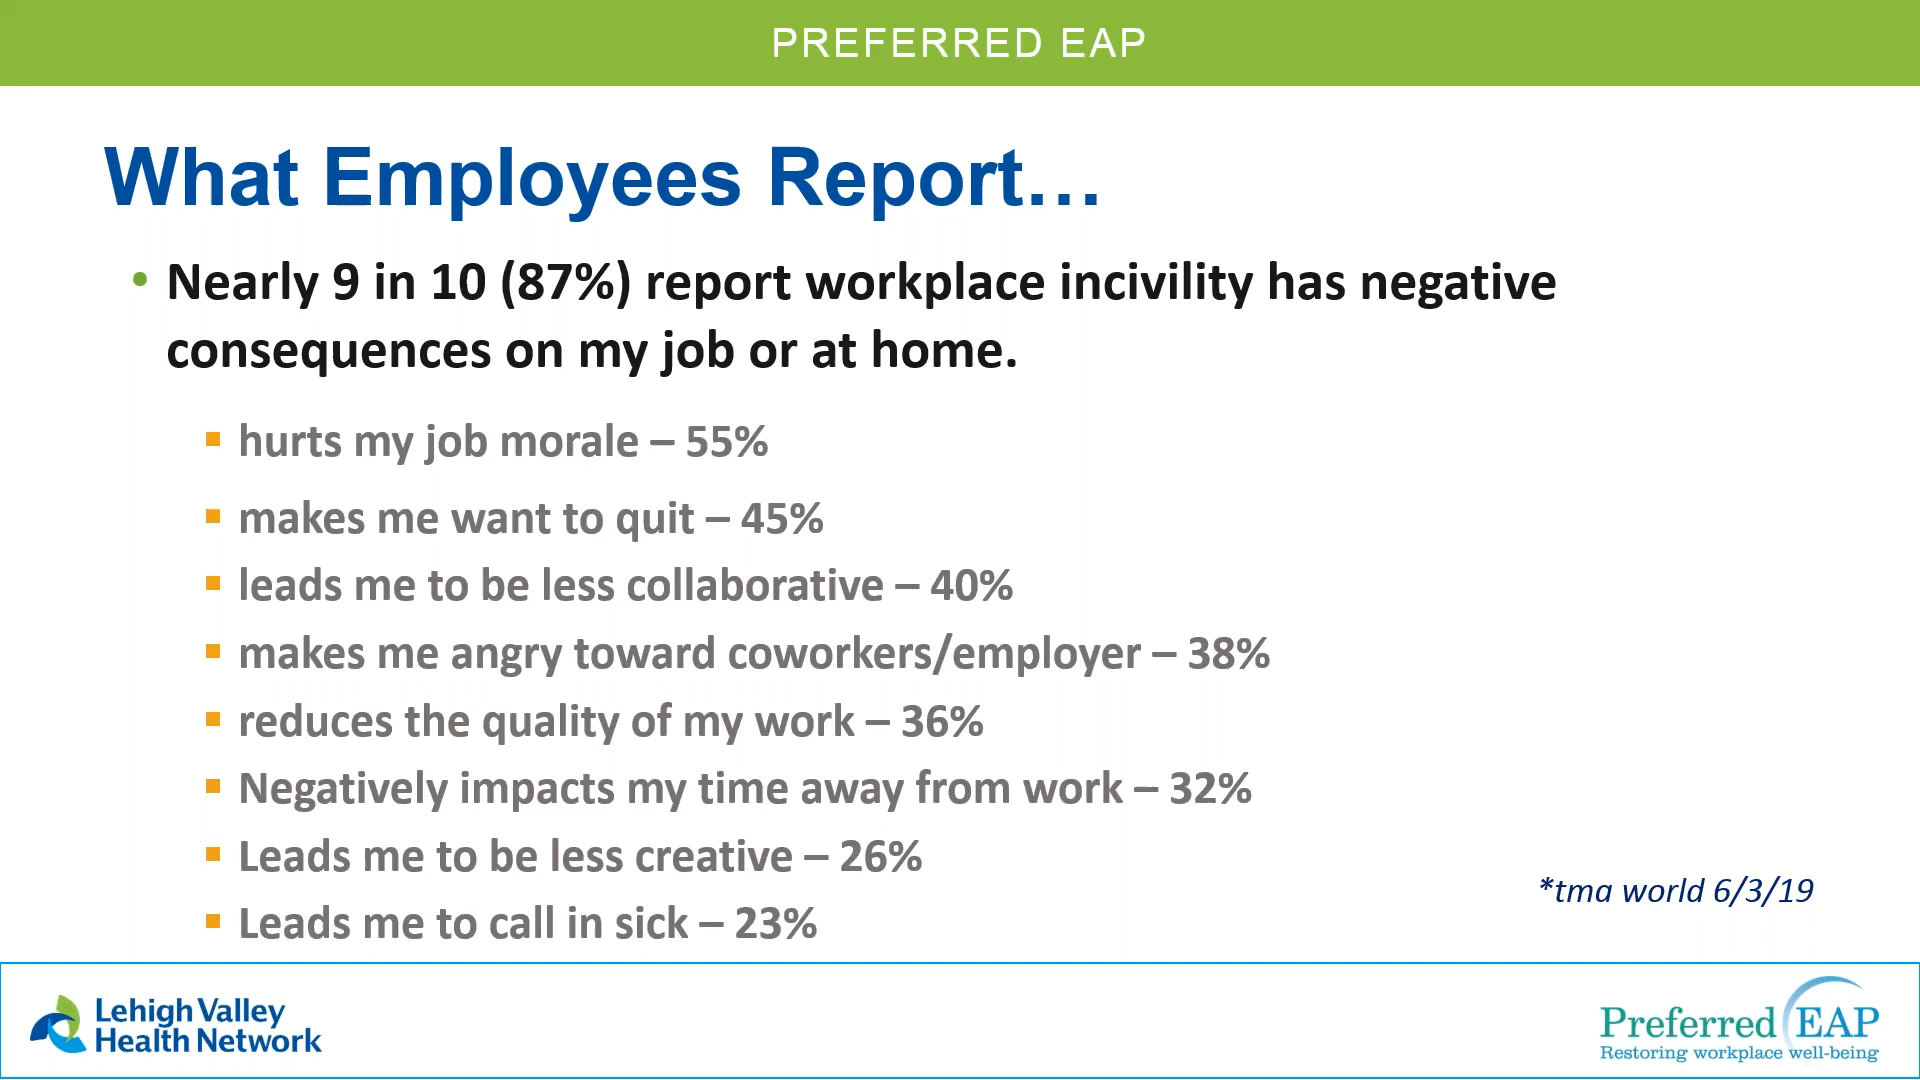 PREFERRED EAP
What Employees Report…
• Nearly 9 in 10 (87%) report workplace incivility has negative
consequences on my job or at home.
▪ hurts my job morale – 55%
▪ makes me want to quit – 45%
▪ leads me to be less collaborative – 40%
▪ makes me angry toward coworkers/employer – 38%
▪ reduces the quality of my work – 36%
▪ Negatively impacts my time away from work – 32%
▪ Leads me to be less creative – 26%
▪ Leads me to call in sick – 23%
*tma world 6/3/19
Lehigh Valley
Health Network
Preferred EAP
Restoring workplace well-being